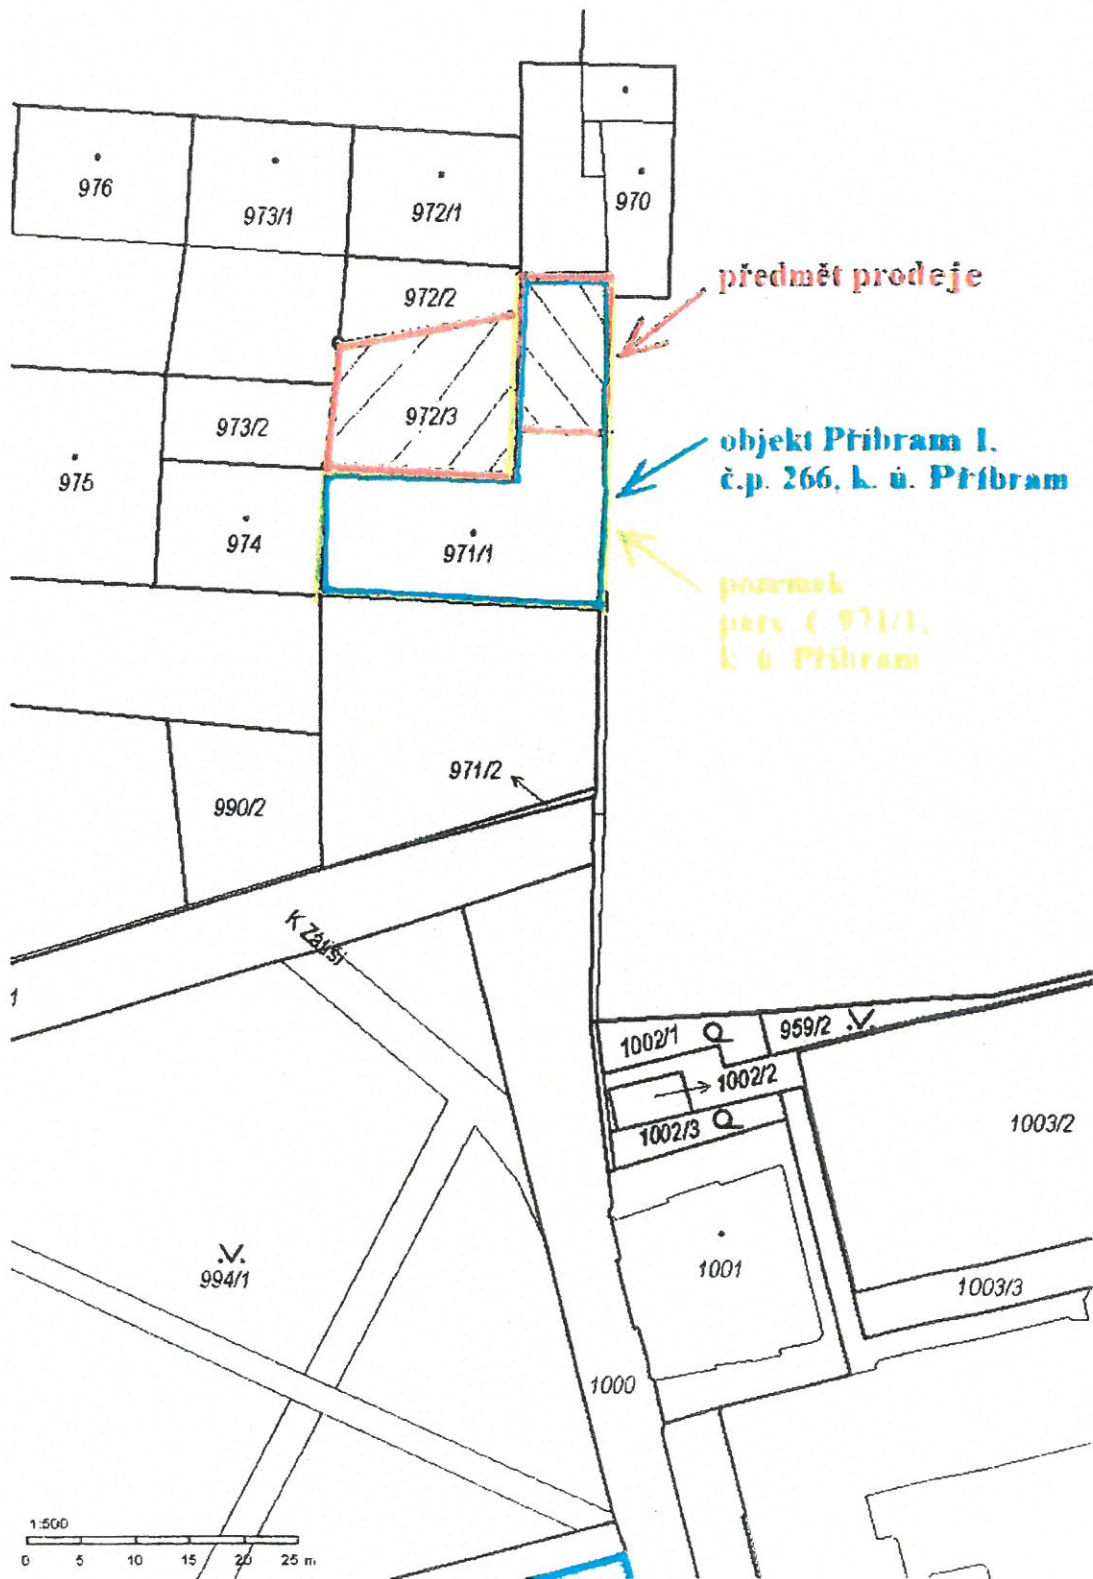 976
973/1
972/1
970
972/2
předmět prodeje
972/3
973/2
975
974
971/1
objekt Příbram I,
č.p. 266, k. ú. Příbram
pozemek
parc. č. 971/1,
k. ú. Příbram
971/2
990/2
K Zátiší
1
1002/1
959/2
1002/2
1002/3
1003/2
994/1
1001
1003/3
1000
1:500
0 5 10 15 20 25 m